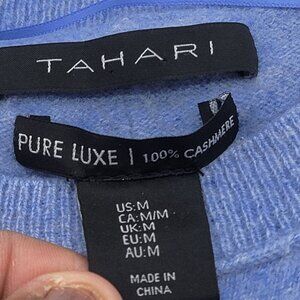 TAHARI
PURE LUXE | 100% CASHMERE
US:M
CA:M/M
UK:M
EU:M
AU:M
MADE IN
CHINA